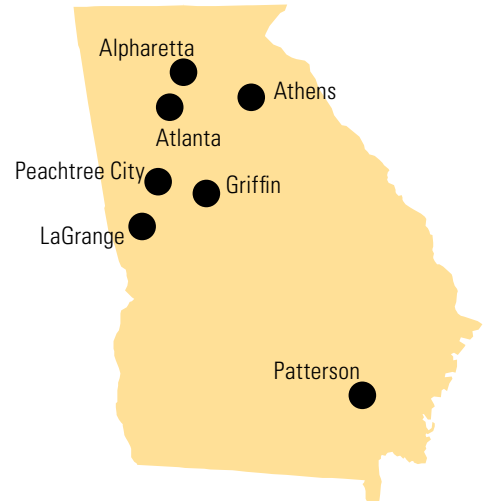 Alpharetta
Athens
Atlanta
Peachtree City
Griffin
LaGrange
Patterson